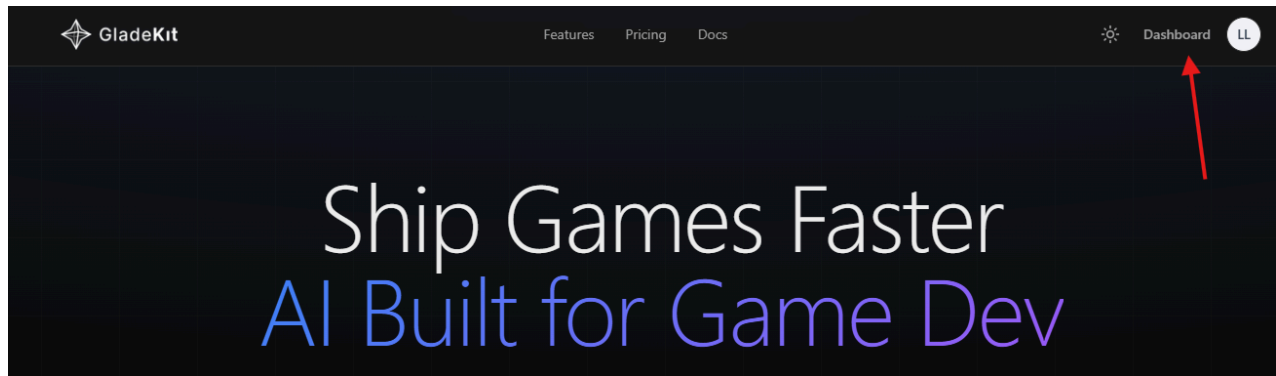 GladeKit
Features Pricing Docs
Dashboard LL
Ship Games Faster
AI Built for Game Dev